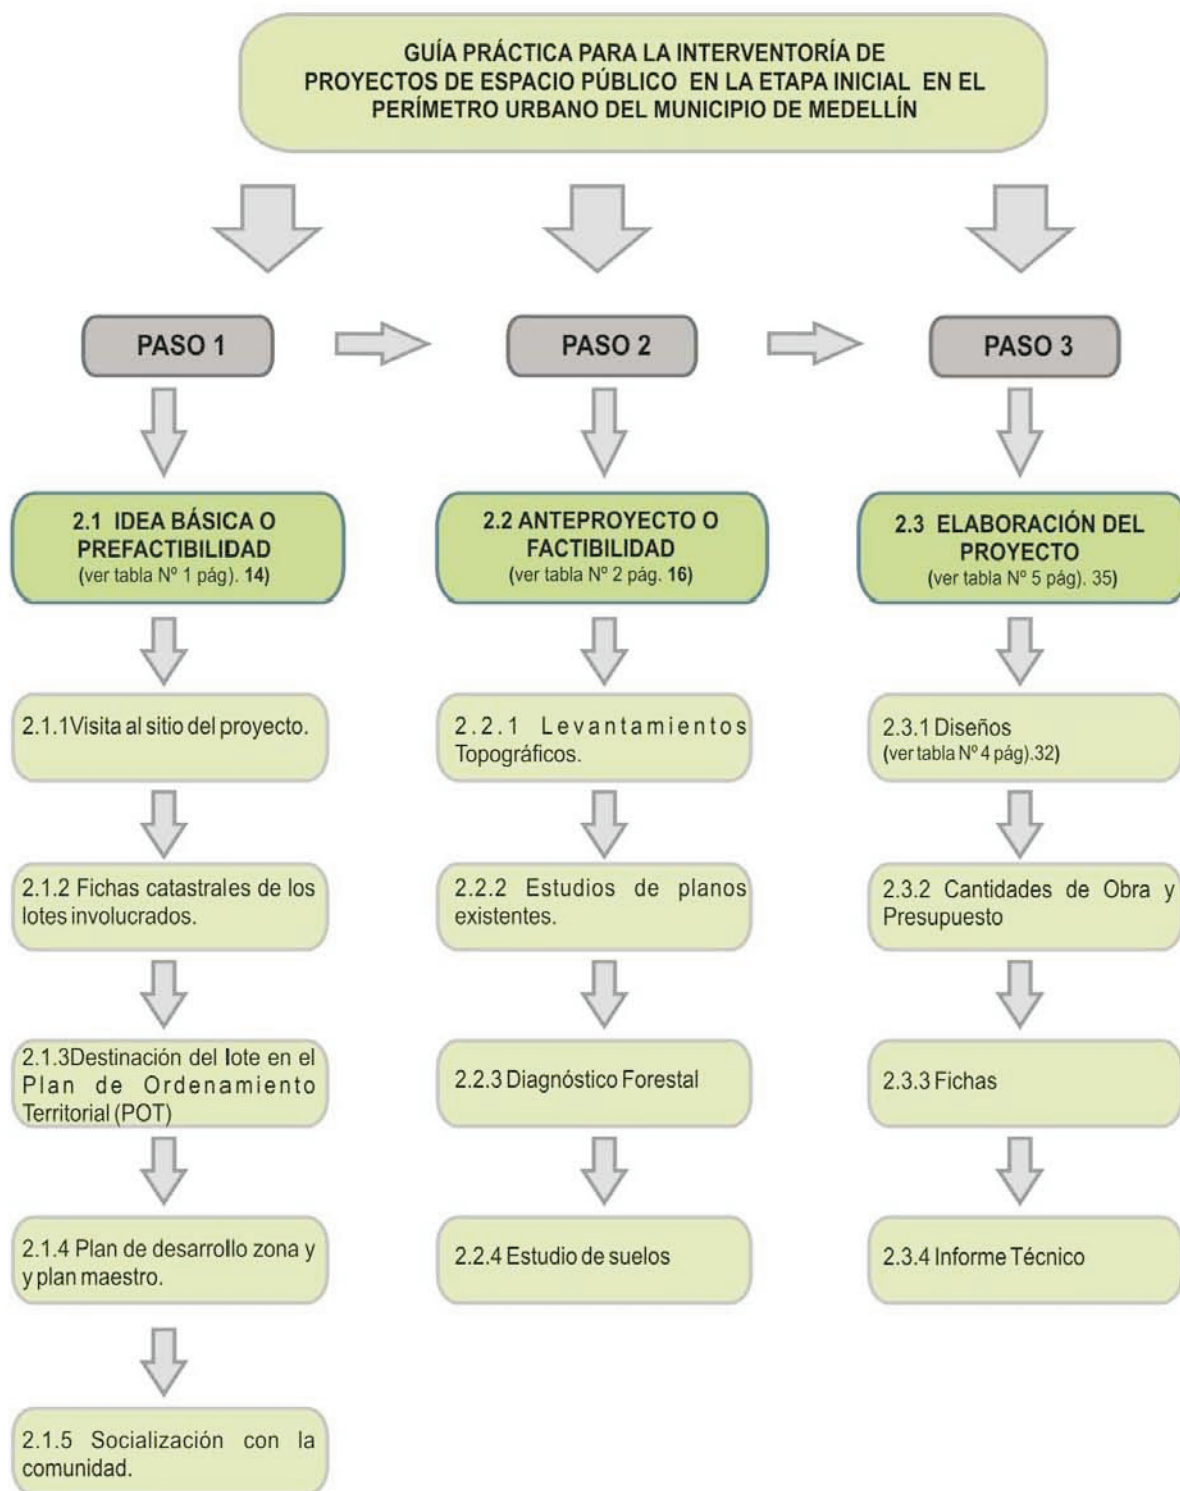 GUÍA PRÁCTICA PARA LA INTERVENTORÍA DE
PROYECTOS DE ESPACIO PÚBLICO EN LA ETAPA INICIAL EN EL
PERÍMETRO URBANO DEL MUNICIPIO DE MEDELLÍN
PASO 1
PASO 2
PASO 3
2.1 IDEA BÁSICA O
PREFACTIBILIDAD
(ver tabla Nº 1 pág). 14)
2.2 ANTEPROYECTO O
FACTIBILIDAD
(ver tabla Nº 2 pág. 16)
2.3 ELABORACIÓN DEL
PROYECTO
(ver tabla Nº 5 pág). 35)
2.1.1Visita al sitio del proyecto.
2.2.1 Levantamientos
Topográficos.
2.3.1 Diseños
(ver tabla Nº 4 pág).32)
2.1.2 Fichas catastrales de los
lotes involucrados.
2.2.2 Estudios de planos
existentes.
2.3.2 Cantidades de Obra y
Presupuesto
2.1.3Destinación del lote en el
Plan de Ordenamiento
Territorial (POT)
2.2.3 Diagnóstico Forestal
2.3.3 Fichas
2.1.4 Plan de desarrollo zona y
y plan maestro.
2.2.4 Estudio de suelos
2.3.4 Informe Técnico
2.1.5 Socialización con la
comunidad.